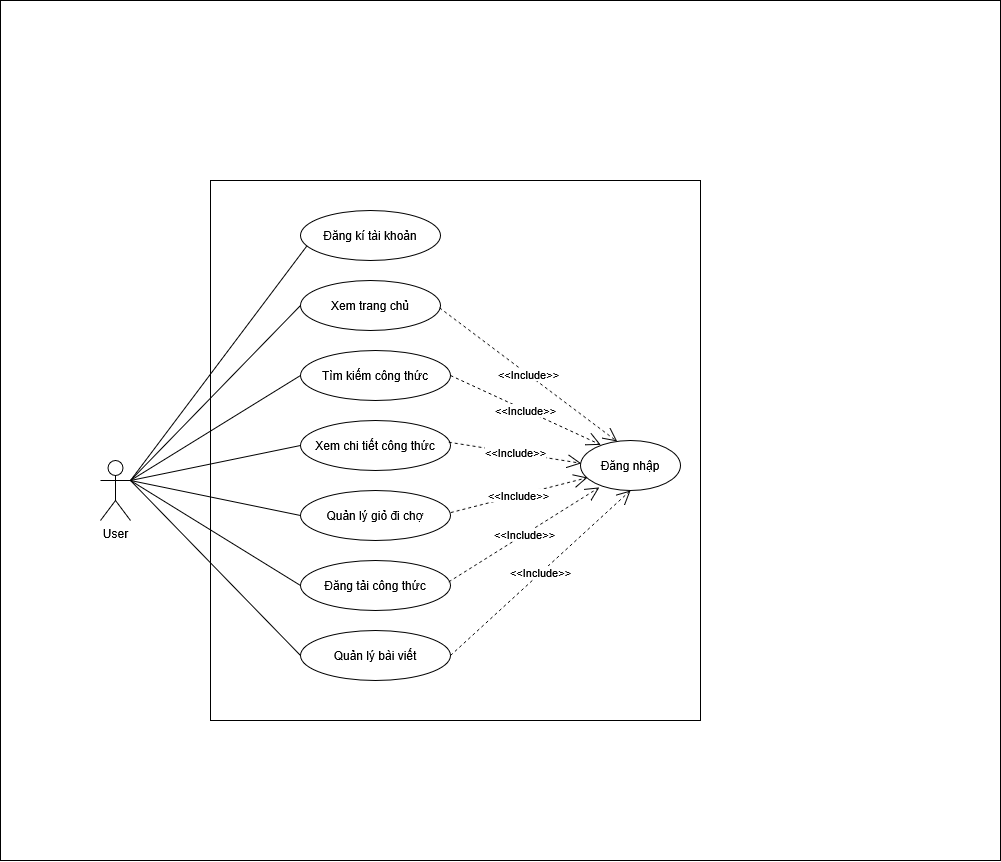 Đăng kí tài khoản
Xem trang chủ
Tìm kiếm công thức
<<Include>>
<<Include>>
Xem chi tiết công thức
<<Include>>
Đăng nhập
Quản lý giỏ đi chợ
<<Include>>
User
<<Include>>
Đăng tải công thức
<<Include>>
Quản lý bài viết